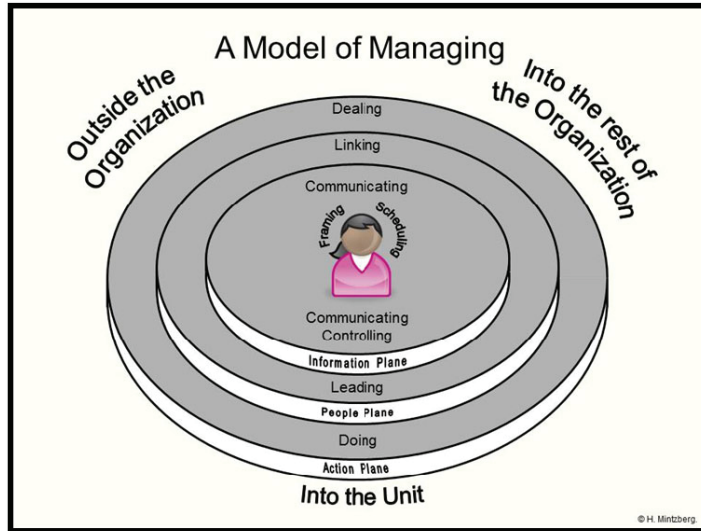 A Model of Managing
Outside the
Organization
Into the rest of
the Organization
Dealing
Linking
Communicating
Framing
Scheduling
Communicating
Controlling
Information Plane
Leading
People Plane
Doing
Action Plane
Into the Unit
© H. Mintzberg.